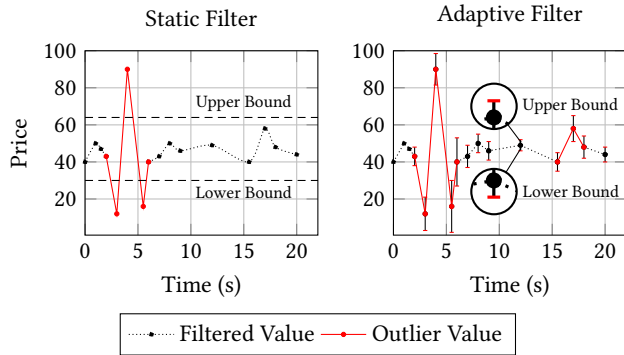 Static Filter
Adaptive Filter
Price
100
80
60
40
20
Upper Bound
Lower Bound
0
5
10
15
20
Time (s)
100
80
60
40
20
Upper Bound
Lower Bound
0
5
10
15
20
Time (s)
Filtered Value
Outlier Value